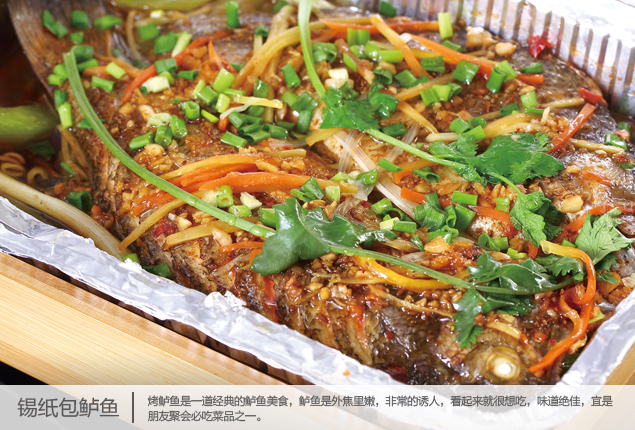 锡纸包鲈鱼
烤鲈鱼是一道经典的鲈鱼美食，鲈鱼是外焦里嫩，非常的诱人，看起来就很想吃，味道绝佳，宜是
朋友聚会必吃菜品之一。